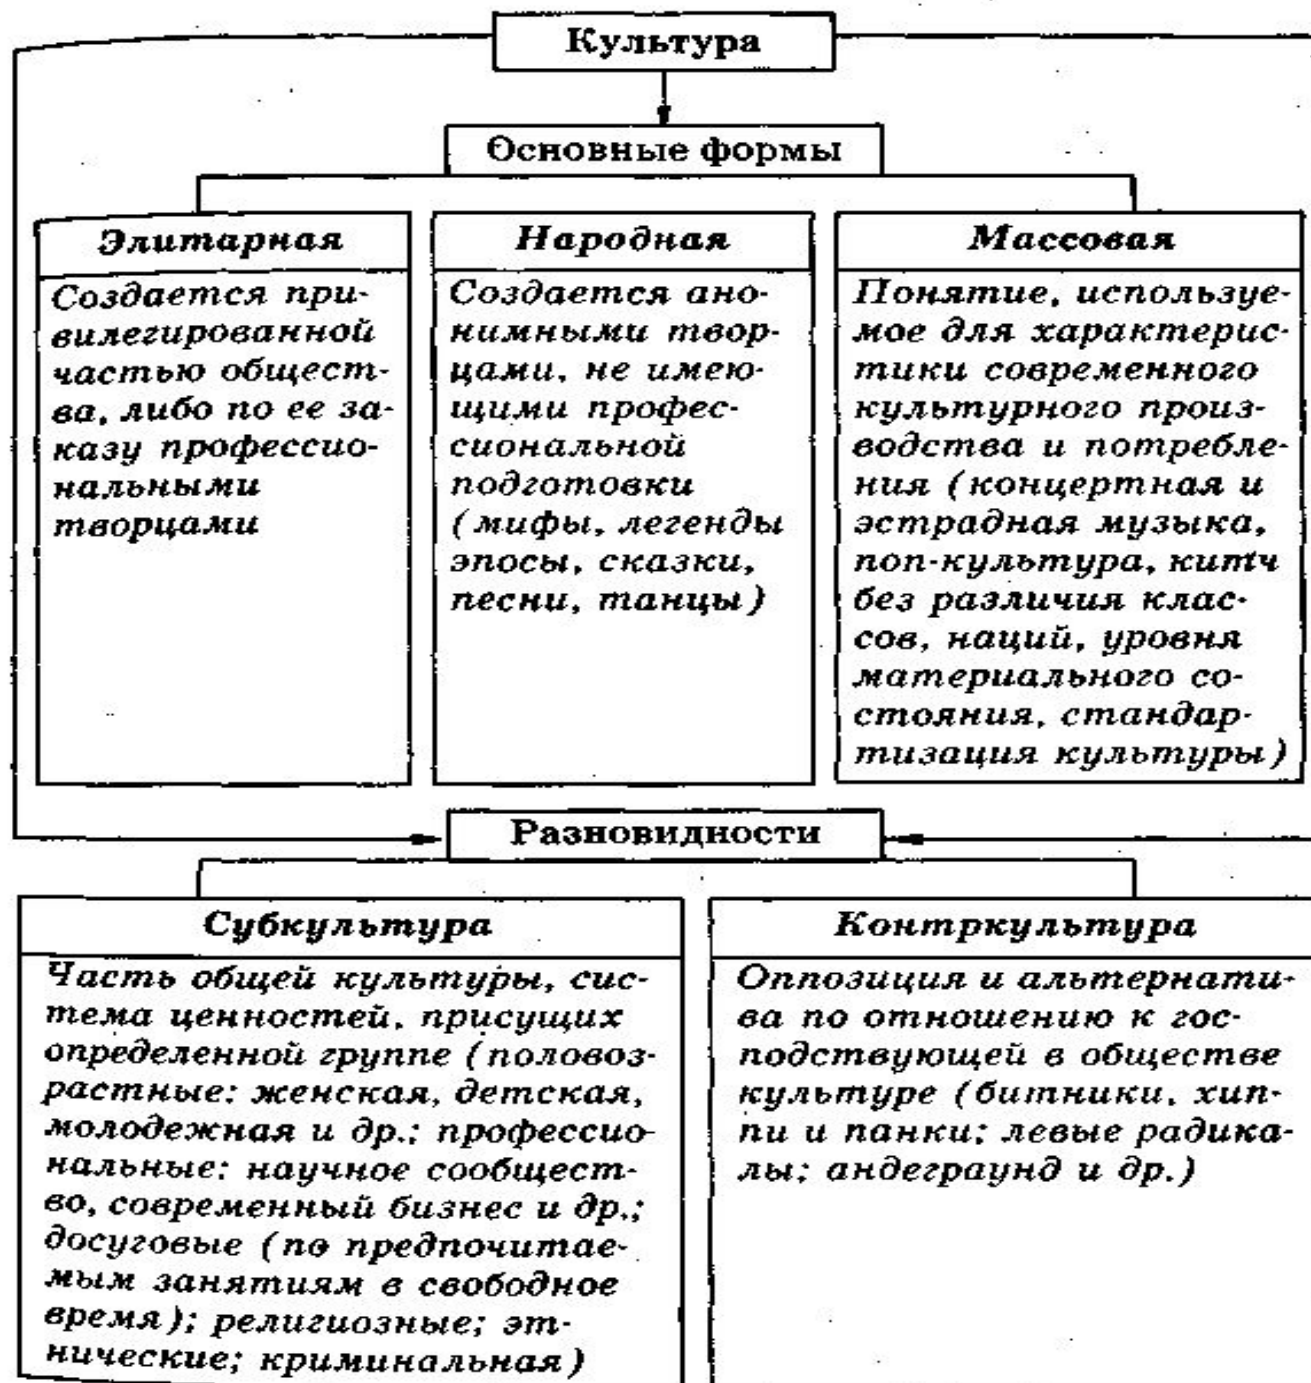 Культура
Основные формы
Элитарная
Создается при-
вилегированной
частью общест-
ва, либо по ее за-
казу профессио-
нальными
творцами
Народная
Создается ано-
нимными твор-
цами, не имею-
щими профес-
сиональной
подготовки
(мифы, легенды
эпосы, сказки,
песни, танцы)
Массовая
Понятие, используе-
мое для характерис-
тики современного
культурного произ-
водства и потребле-
ния (концертная и
эстрадная музыка,
поп-культура, китч
без различия клас-
сов, наций, уровня
материального со-
стояния, стандар-
тизация культуры)
Разновидности
Субкультура
Часть общей культуры, сис-
тема ценностей, присущих
определенной группе (половоз-
растные: женская, детская,
молодежная и др.; профессио-
нальные: научное сообщест-
во, современный бизнес и др.;
досуговые (по предпочитае-
мым занятиям в свободное
время); религиозные; эт-
нические; криминальная)
Контркультура
Оппозиция и альтернати-
ва по отношению к гос-
подствующей в обществе
культуре (битники, хип-
пи и панки; левые радика-
лы; андеграунд и др.)